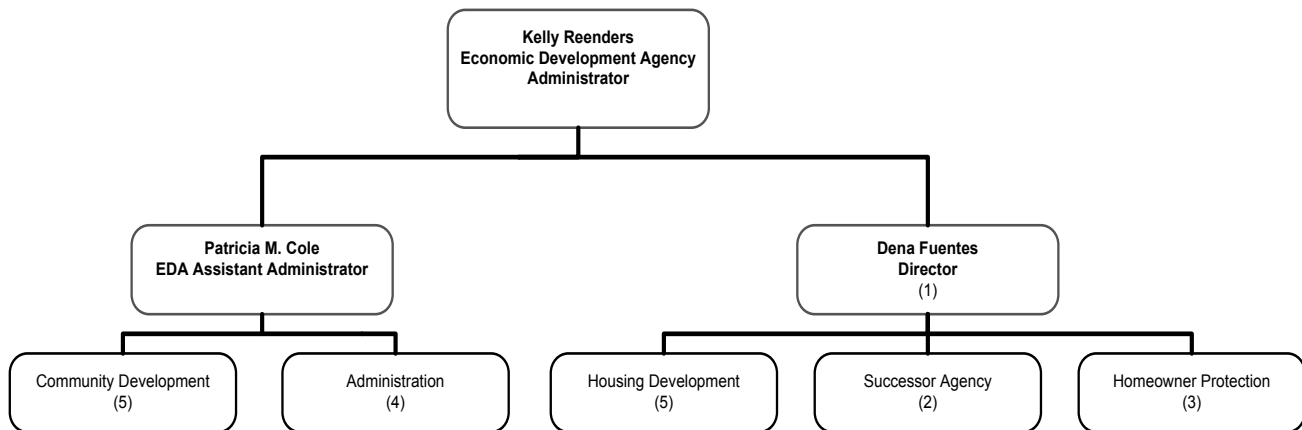 Kelly Reenders
Economic Development Agency
Administrator
Patricia M. Cole
EDA Assistant Administrator
Dena Fuentes
Director
(1)
Community Development
(5)
Administration
(4)
Housing Development
(5)
Successor Agency
(2)
Homeowner Protection
(3)